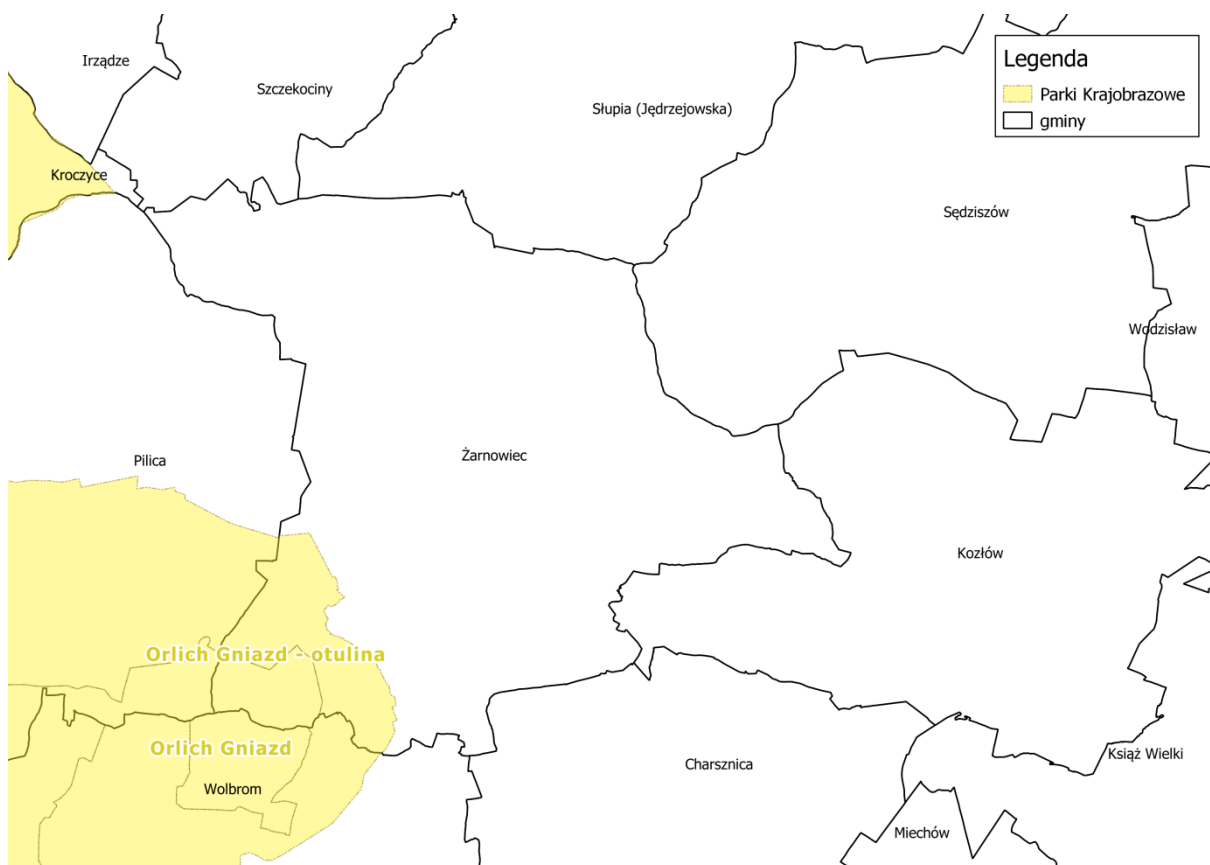 Irządze
Szczekociny
Słupia (Jędrzejowska)
Legenda
Parki Krajobrazowe
gminy
Kroczyce
Sędziszów
Wodzisław
Pilica
Żarnowiec
Kozłów
Orlich Gniazd - otulina
Orlich Gniazd
Wolbrom
Charsznica
Książ Wielki
Miechów